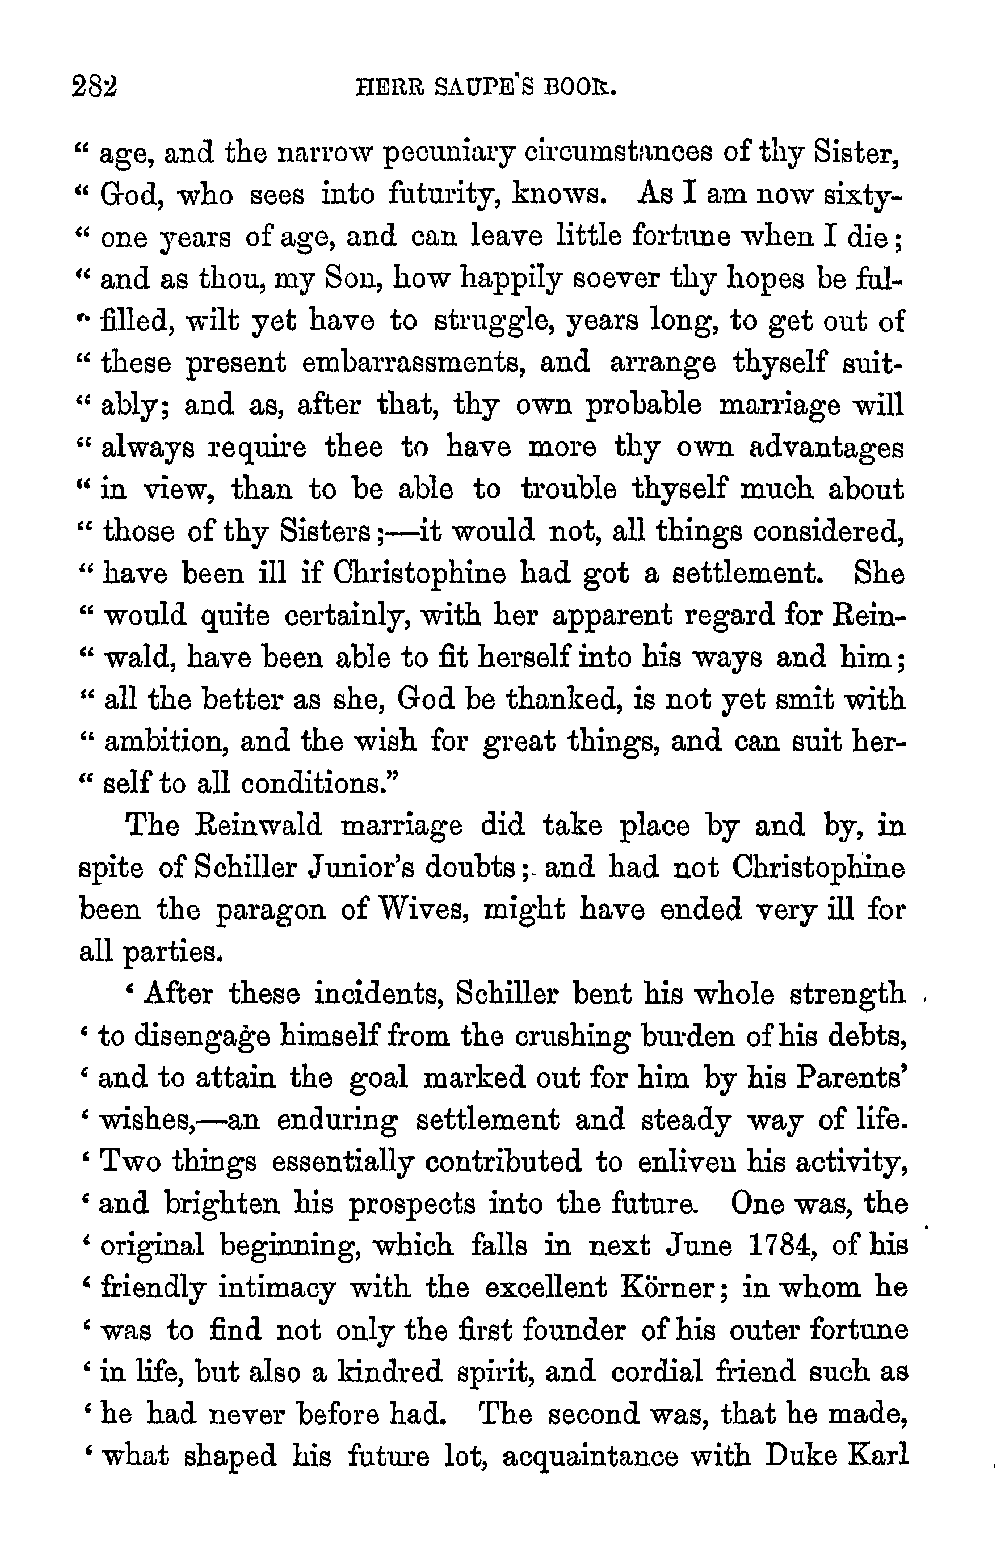 282 HERR SAUPE'S BOOK.
“ age, and the narrow pecuniary circumstances of thy Sister,
“ God, who sees into futurity, knows. As I am now sixty-
“ one years of age, and can leave little fortune when I die;
“ and as thou, my Son, how happily soever thy hopes be ful-
“ filled, wilt yet have to struggle, years long, to get out of
“ these present embarrassments, and arrange thyself suit-
“ ably; and as, after that, thy own probable marriage will
“ always require thee to have more thy own advantages
“ in view, than to be able to trouble thyself much about
“ those of thy Sisters;—it would not, all things considered,
“ have been ill if Christophine had got a settlement. She
“ would quite certainly, with her apparent regard for Rein-
“ wald, have been able to fit herself into his ways and him;
“ all the better as she, God be thanked, is not yet smit with
“ ambition, and the wish for great things, and can suit her-
“ self to all conditions.”
The Reinwald marriage did take place by and by, in
spite of Schiller Junior's doubts; and had not Christophine
been the paragon of Wives, might have ended very ill for
all parties.
‘ After these incidents, Schiller bent his whole strength
‘ to disengage himself from the crushing burden of his debts,
‘ and to attain the goal marked out for him by his Parents’
‘ wishes,—an enduring settlement and steady way of life.
‘ Two things essentially contributed to enliven his activity,
‘ and brighten his prospects into the future. One was, the
‘ original beginning, which falls in next June 1784, of his
‘ friendly intimacy with the excellent Körner; in whom he
‘ was to find not only the first founder of his outer fortune
‘ in life, but also a kindred spirit, and cordial friend such as
‘ he had never before had. The second was, that he made,
‘ what shaped his future lot, acquaintance with Duke Karl